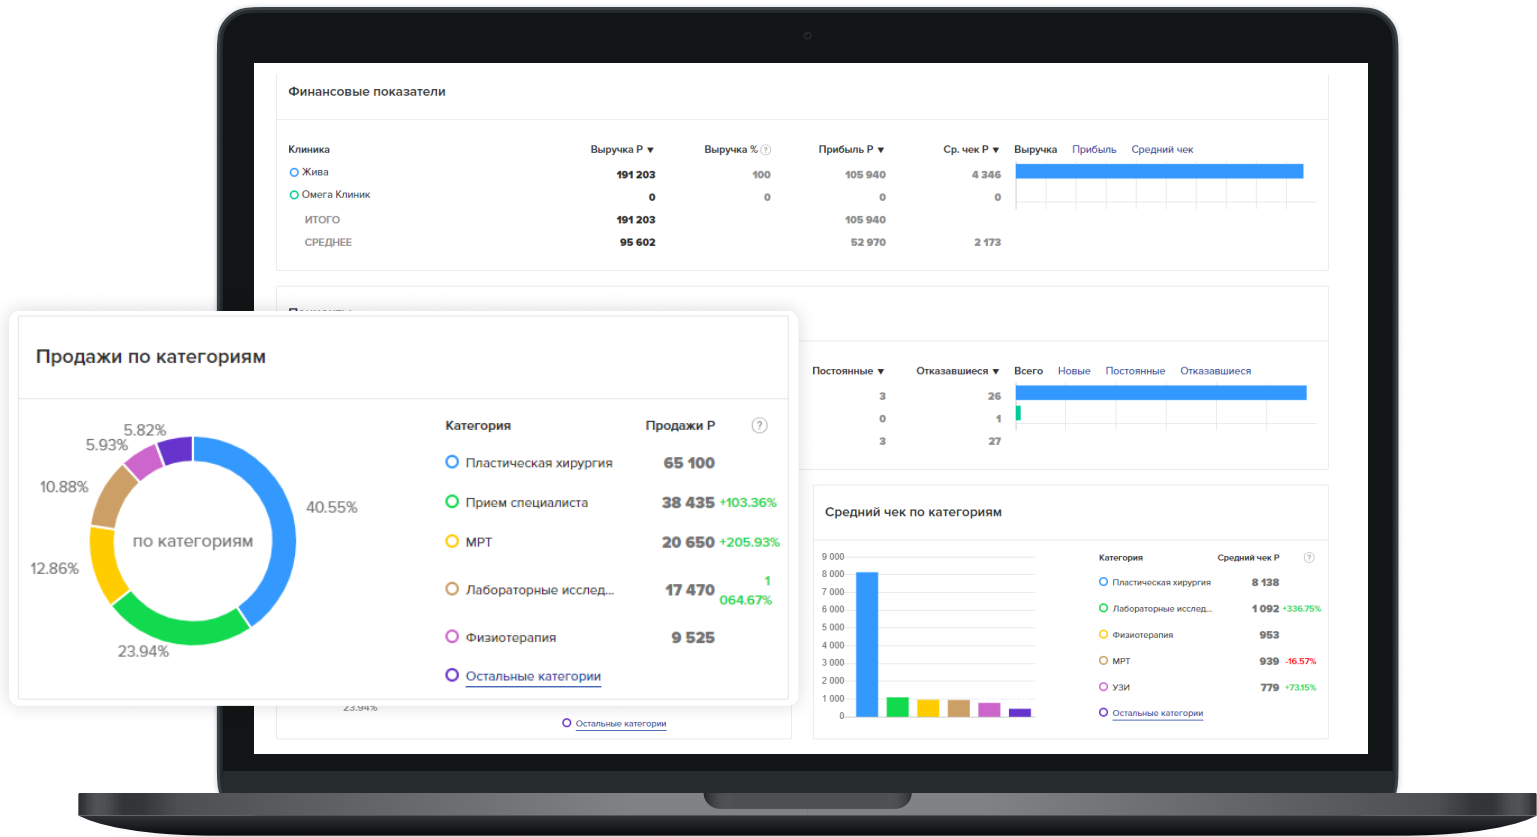 Финансовые показатели
Клиника Выручка Р ▼ Выручка % ? Прибыль Р ▼ Ср. чек Р ▼ Выручка Прибыль Средний чек
Жива 191 203 100 105 940 4 346
Омега Клиник 0 0 0 0
ИТОГО 191 203 105 940
СРЕДНЕЕ 95 602 52 970 2 173
Постоянные ▼ Отказавшиеся ▼ Всего Новые Постоянные Отказавшиеся
3 26
0 1
3 27
Продажи по категориям
Категория Продажи Р ?
Пластическая хирургия 65 100
Прием специалиста 38 435 +103.36%
МРТ 20 650 +205.93%
Лабораторные исслед... 17 470 1 064.67%
Физиотерапия 9 525
Остальные категории
5.82%
5.93%
10.88%
40.55%
по категориям
12.86%
23.94%
23.94%
Остальные категории
Средний чек по категориям
9 000
8 000
7 000
6 000
5 000
4 000
3 000
2 000
1 000
0
Категория Средний чек Р ?
Пластическая хирургия 8 138
Лабораторные исслед... 1 092 +336.75%
Физиотерапия 953
МРТ 939 -16.57%
УЗИ 779 +73.15%
Остальные категории